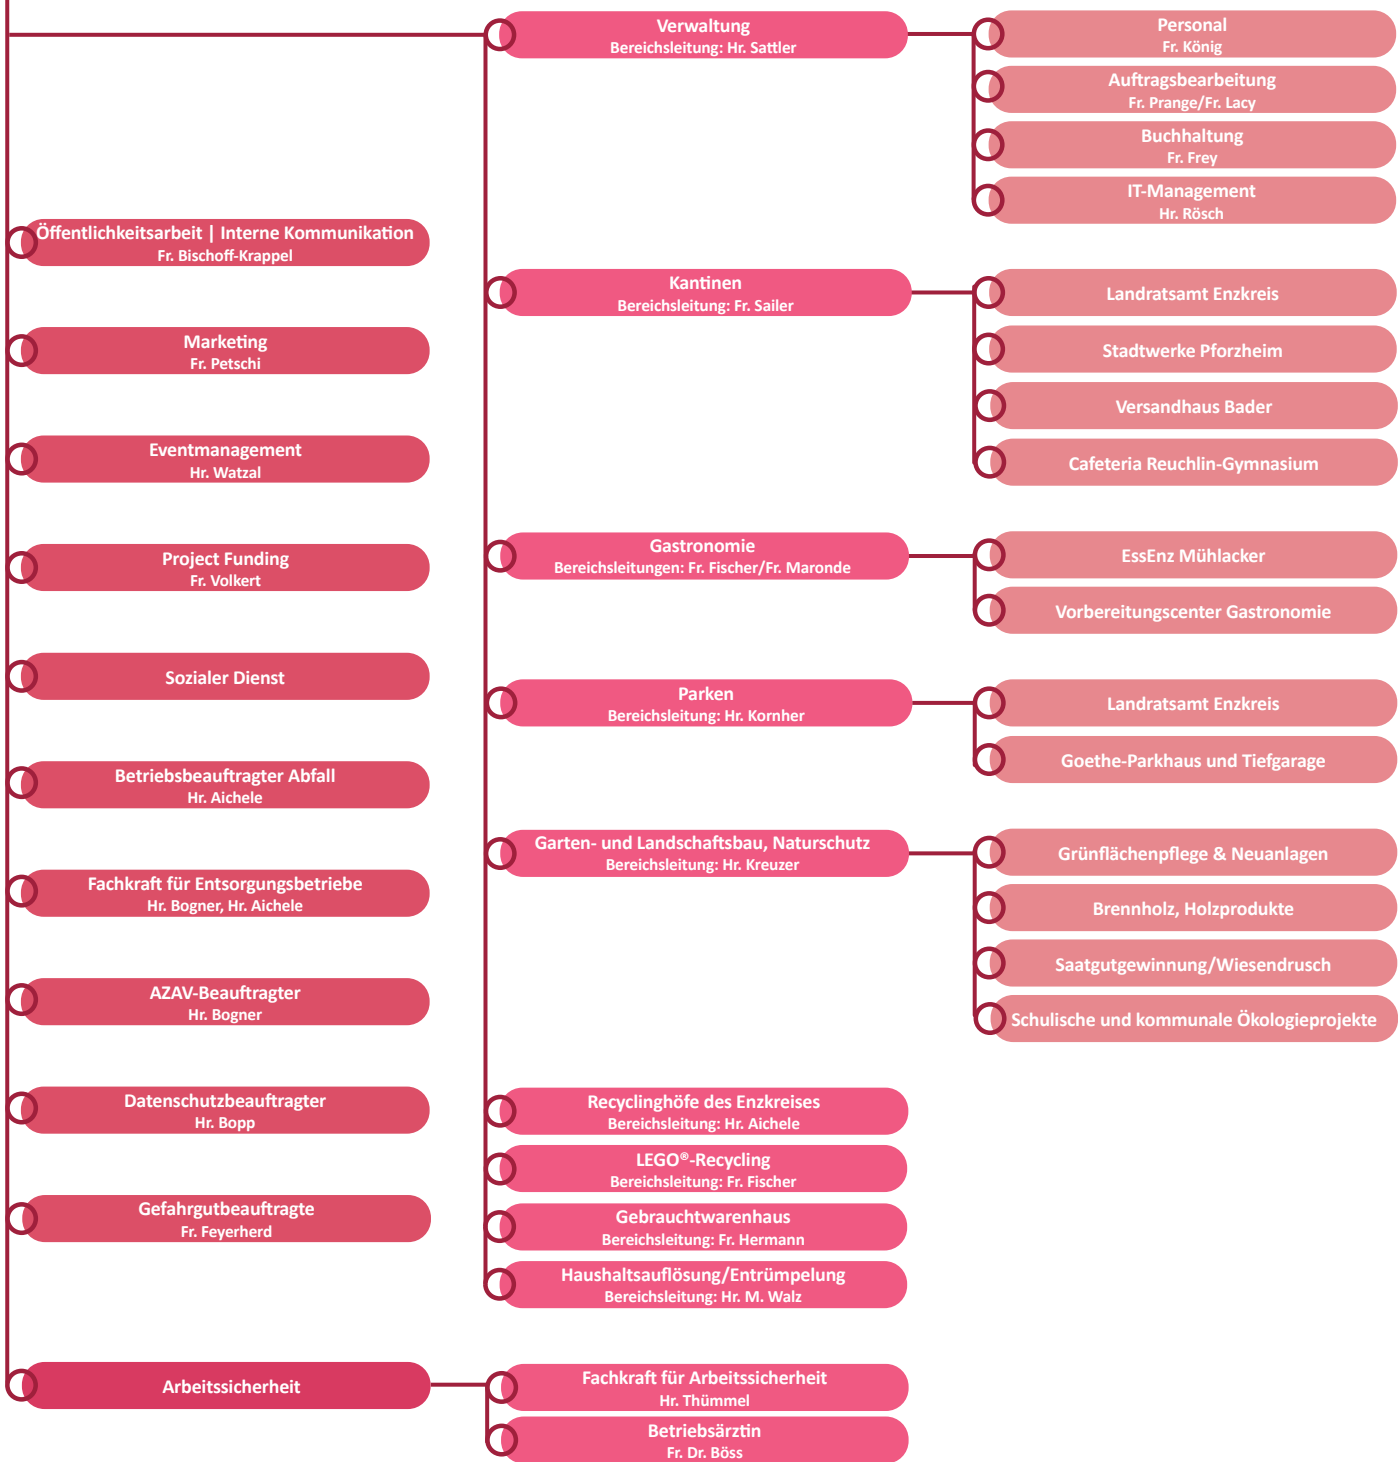 Verwaltung
Bereichsleitung: Hr. Sattler
Personal
Fr. König
Auftragsbearbeitung
Fr. Prange/Fr. Lacy
Buchhaltung
Fr. Frey
IT-Management
Hr. Rösch
Öffentlichkeitsarbeit | Interne Kommunikation
Fr. Bischoff-Krappel
Marketing
Fr. Petschi
Eventmanagement
Hr. Watzal
Project Funding
Fr. Volkert
Sozialer Dienst
Betriebsbeauftragter Abfall
Hr. Aichele
Fachkraft für Entsorgungsbetriebe
Hr. Bogner, Hr. Aichele
AZAV-Beauftragter
Hr. Bogner
Datenschutzbeauftragter
Hr. Bopp
Gefahrgutbeauftragte
Fr. Feyerherd
Kantinen
Bereichsleitung: Fr. Sailer
Landratsamt Enzkreis
Stadtwerke Pforzheim
Versandhaus Bader
Cafeteria Reuchlin-Gymnasium
Gastronomie
Bereichsleitungen: Fr. Fischer/Fr. Maronde
EssEnz Mühlacker
Vorbereitungscenter Gastronomie
Parken
Bereichsleitung: Hr. Kornher
Landratsamt Enzkreis
Goethe-Parkhaus und Tiefgarage
Garten- und Landschaftsbau, Naturschutz
Bereichsleitung: Hr. Kreuzer
Grünflächenpflege & Neuanlagen
Brennholz, Holzprodukte
Saatgutgewinnung/Wiesendrusch
Schulische und kommunale Ökologieprojekte
Recyclinghöfe des Enzkreises
Bereichsleitung: Hr. Aichele
LEGO®-Recycling
Bereichsleitung: Fr. Fischer
Gebrauchtwarenhaus
Bereichsleitung: Fr. Hermann
Haushaltsauflösung/Entrümpelung
Bereichsleitung: Hr. M. Walz
Arbeitssicherheit
Fachkraft für Arbeitssicherheit
Hr. Thümmel
Betriebsärztin
Fr. Dr. Böss